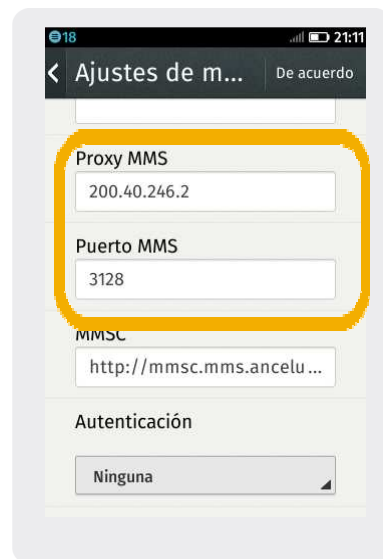 18 21:11
Ajustes de m... De acuerdo
Proxy MMS
200.40.246.2
Puerto MMS
3128
MMSC
http://mmsc.mms.ancelu...
Autenticación
Ninguna